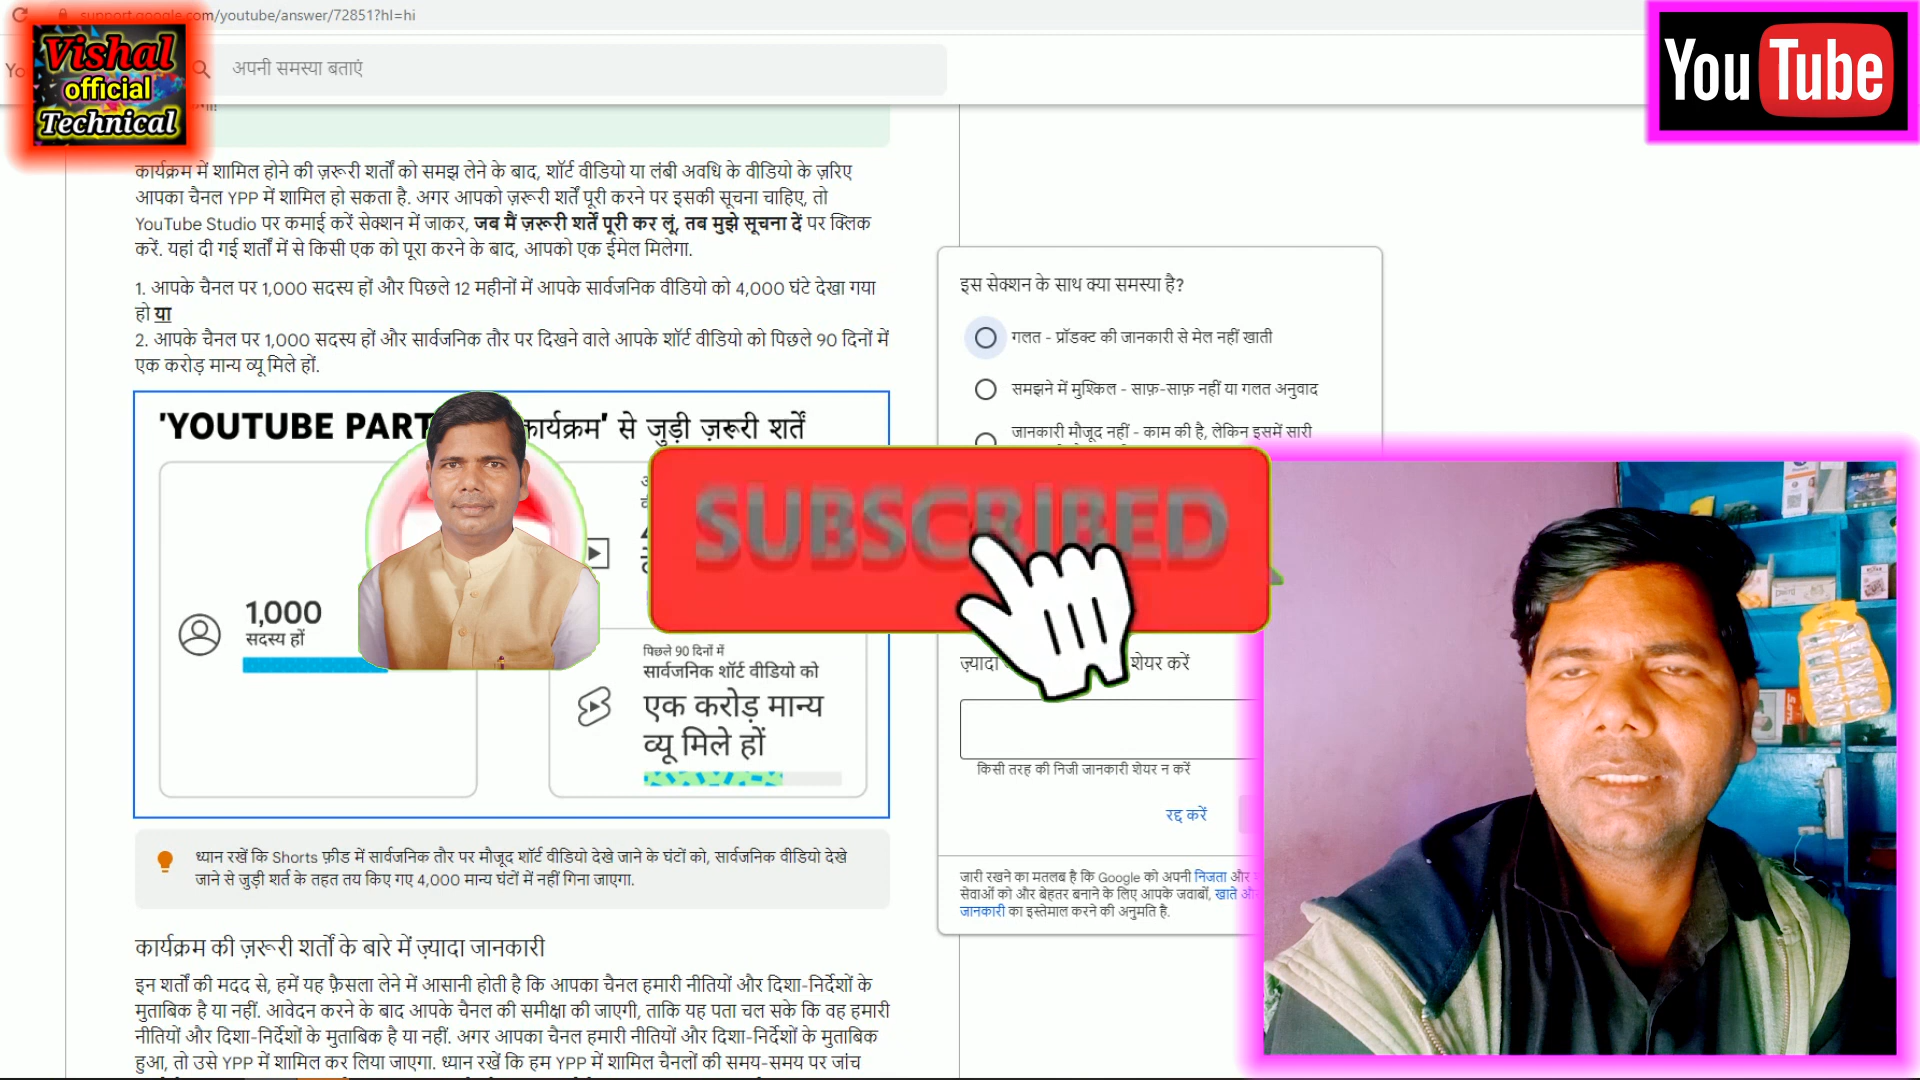 support.google.com/youtube/answer/72851?hl=hi
Vishal
official
Technical
अपनी समस्या बताएं
You Tube
कार्यक्रम में शामिल होने की ज़रूरी शर्तों को समझ लेने के बाद, शॉर्ट वीडियो या लंबी अवधि के वीडियो के ज़रिए
आपका चैनल YPP में शामिल हो सकता है. अगर आपको ज़रूरी शर्तें पूरी करने पर इसकी सूचना चाहिए, तो
YouTube Studio पर कमाई करें सेक्शन में जाकर, जब मैं ज़रूरी शर्तें पूरी कर लूं, तब मुझे सूचना दें पर क्लिक
करें. यहां दी गई शर्तों में से किसी एक को पूरा करने के बाद, आपको एक ईमेल मिलेगा.
1. आपके चैनल पर 1,000 सदस्य हों और पिछले 12 महीनों में आपके सार्वजनिक वीडियो को 4,000 घंटे देखा गया
हो या
2. आपके चैनल पर 1,000 सदस्य हों और सार्वजनिक तौर पर दिखने वाले आपके शॉर्ट वीडियो को पिछले 90 दिनों में
एक करोड़ मान्य व्यू मिले हों.
'YOUTUBE PART कार्यक्रम' से जुड़ी ज़रूरी शर्तें
1,000
सदस्य हों
पिछले 90 दिनों में
सार्वजनिक शॉर्ट वीडियो को
एक करोड़ मान्य
व्यू मिले हों
ध्यान रखें कि Shorts फ़ीड में सार्वजनिक तौर पर मौजूद शॉर्ट वीडियो देखे जाने के घंटों को, सार्वजनिक वीडियो देखे
जाने से जुड़ी शर्त के तहत तय किए गए 4,000 मान्य घंटों में नहीं गिना जाएगा.
कार्यक्रम की ज़रूरी शर्तों के बारे में ज़्यादा जानकारी
इन शर्तों की मदद से, हमें यह फ़ैसला लेने में आसानी होती है कि आपका चैनल हमारी नीतियों और दिशा-निर्देशों के
मुताबिक है या नहीं. आवेदन करने के बाद आपके चैनल की समीक्षा की जाएगी, ताकि यह पता चल सके कि वह हमारी
नीतियों और दिशा-निर्देशों के मुताबिक है या नहीं. अगर आपका चैनल हमारी नीतियों और दिशा-निर्देशों के मुताबिक
हुआ, तो उसे YPP में शामिल कर लिया जाएगा. ध्यान रखें कि हम YPP में शामिल चैनलों की समय-समय पर जांच
इस सेक्शन के साथ क्या समस्या है?
गलत - प्रॉडक्ट की जानकारी से मेल नहीं खाती
समझने में मुश्किल - साफ़-साफ़ नहीं या गलत अनुवाद
जानकारी मौजूद नहीं - काम की है, लेकिन इसमें सारी
SUBSCRIBED
ज़्यादा शेयर करें
किसी तरह की निजी जानकारी शेयर न करें
रद्द करें
जारी रखने का मतलब है कि Google को अपनी निजता और
सेवाओं को और बेहतर बनाने के लिए आपके जवाबों, खाते और
जानकारी का इस्तेमाल करने की अनुमति है.